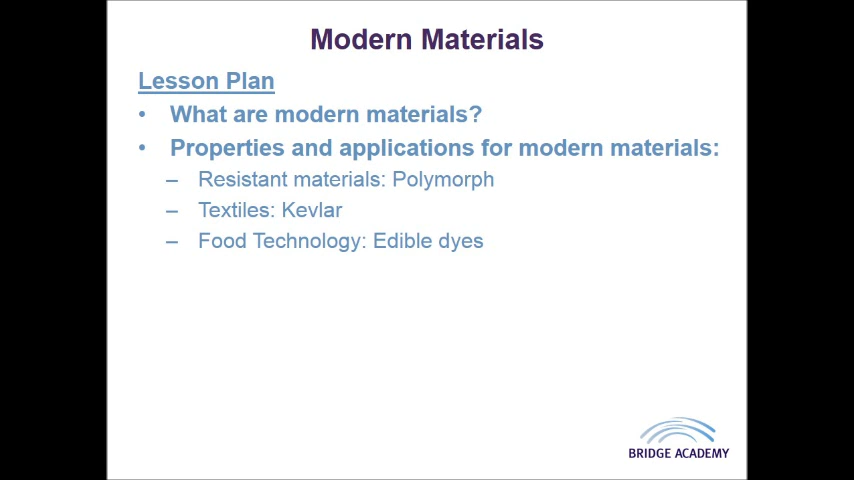 Modern Materials
Lesson Plan
• What are modern materials?
• Properties and applications for modern materials:
– Resistant materials: Polymorph
– Textiles: Kevlar
– Food Technology: Edible dyes
BRIDGE ACADEMY